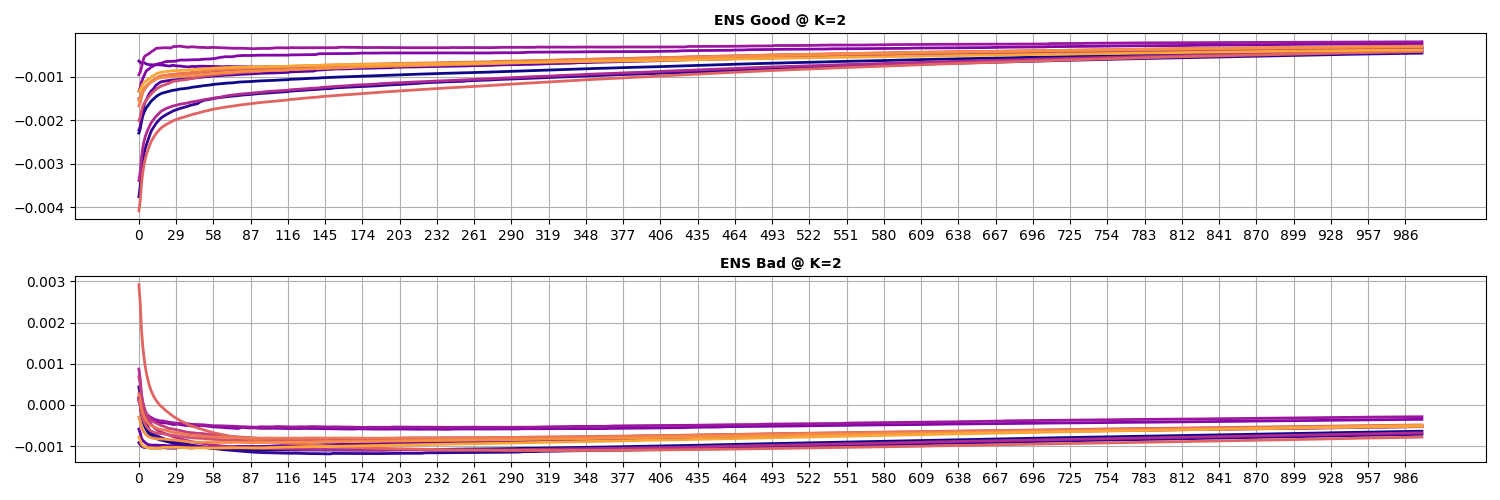 ENS Good @ K=2
−0.001
−0.002
−0.003
−0.004
0 29 58 87 116 145 174 203 232 261 290 319 348 377 406 435 464 493 522 551 580 609 638 667 696 725 754 783 812 841 870 899 928 957 986
ENS Bad @ K=2
0.003
0.002
0.001
0.000
−0.001
0 29 58 87 116 145 174 203 232 261 290 319 348 377 406 435 464 493 522 551 580 609 638 667 696 725 754 783 812 841 870 899 928 957 986